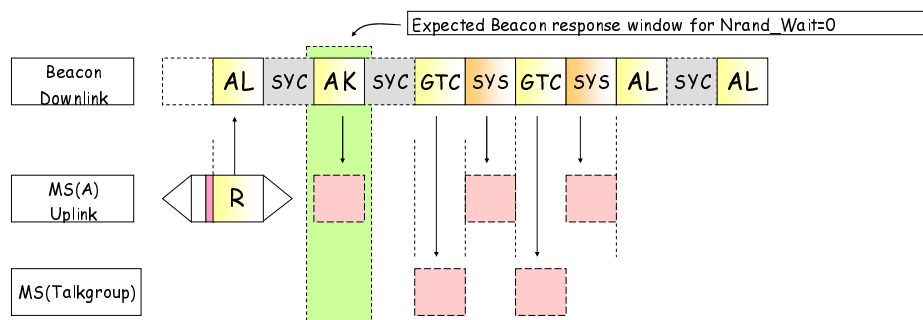 Expected Beacon response window for Nrand_Wait=0
Beacon
Downlink
AL SYC AK SYC GTC SYS GTC SYS AL SYC AL
MS(A)
Uplink
R
MS(Talkgroup)